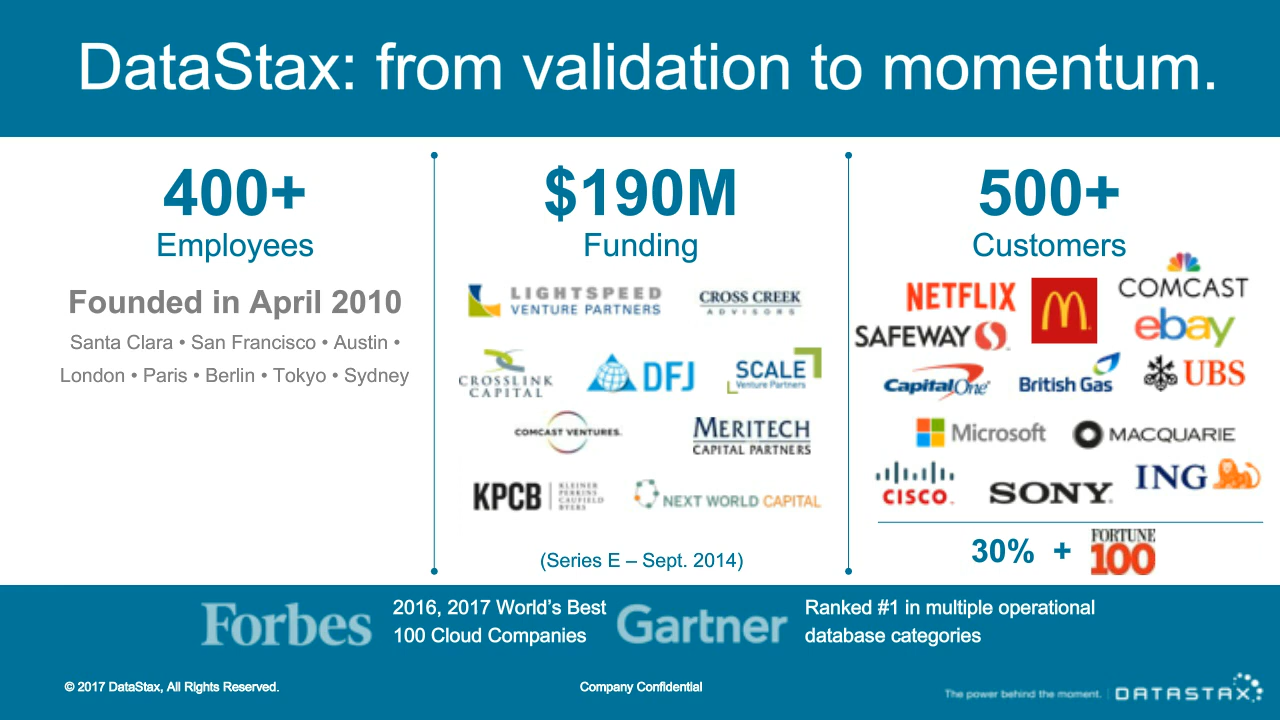 DataStax: from validation to momentum.
400+
Employees
Founded in April 2010
Santa Clara • San Francisco • Austin •
London • Paris • Berlin • Tokyo • Sydney
$190M
Funding
LIGHTSPEED
VENTURE PARTNERS
CROSS CREEK
ADVISORS
CROSSLINK
CAPITAL
DFJ
SCALE
Venture Partners
COMCAST VENTURES.
MERITECH
CAPITAL PARTNERS
KPCB
KLEINER
PERKINS
CAUFIELD
BYERS
NEXT WORLD CAPITAL
(Series E – Sept. 2014)
500+
Customers
NETFLIX
COMCAST
SAFEWAY
ebay
Capital One
British Gas
UBS
Microsoft
MACQUARIE
CISCO
SONY
ING
30% +
FORTUNE
100
Forbes
2016, 2017 World's Best
100 Cloud Companies
Gartner
Ranked #1 in multiple operational
database categories
© 2017 DataStax, All Rights Reserved.
Company Confidential
The power behind the moment. | DATASTAX